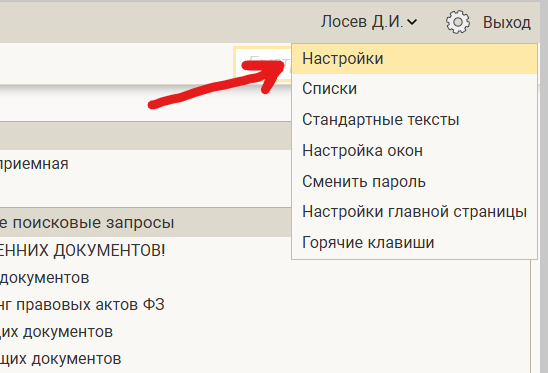 Лосев Д.И.
Выход
Настройки
Списки
Стандартные тексты
Настройка окон
Сменить пароль
Настройки главной страницы
Горячие клавиши
приемная
е поисковые запросы
ЕННИХ ДОКУМЕНТОВ!
документов
нг правовых актов ФЗ
щих документов
щих документов